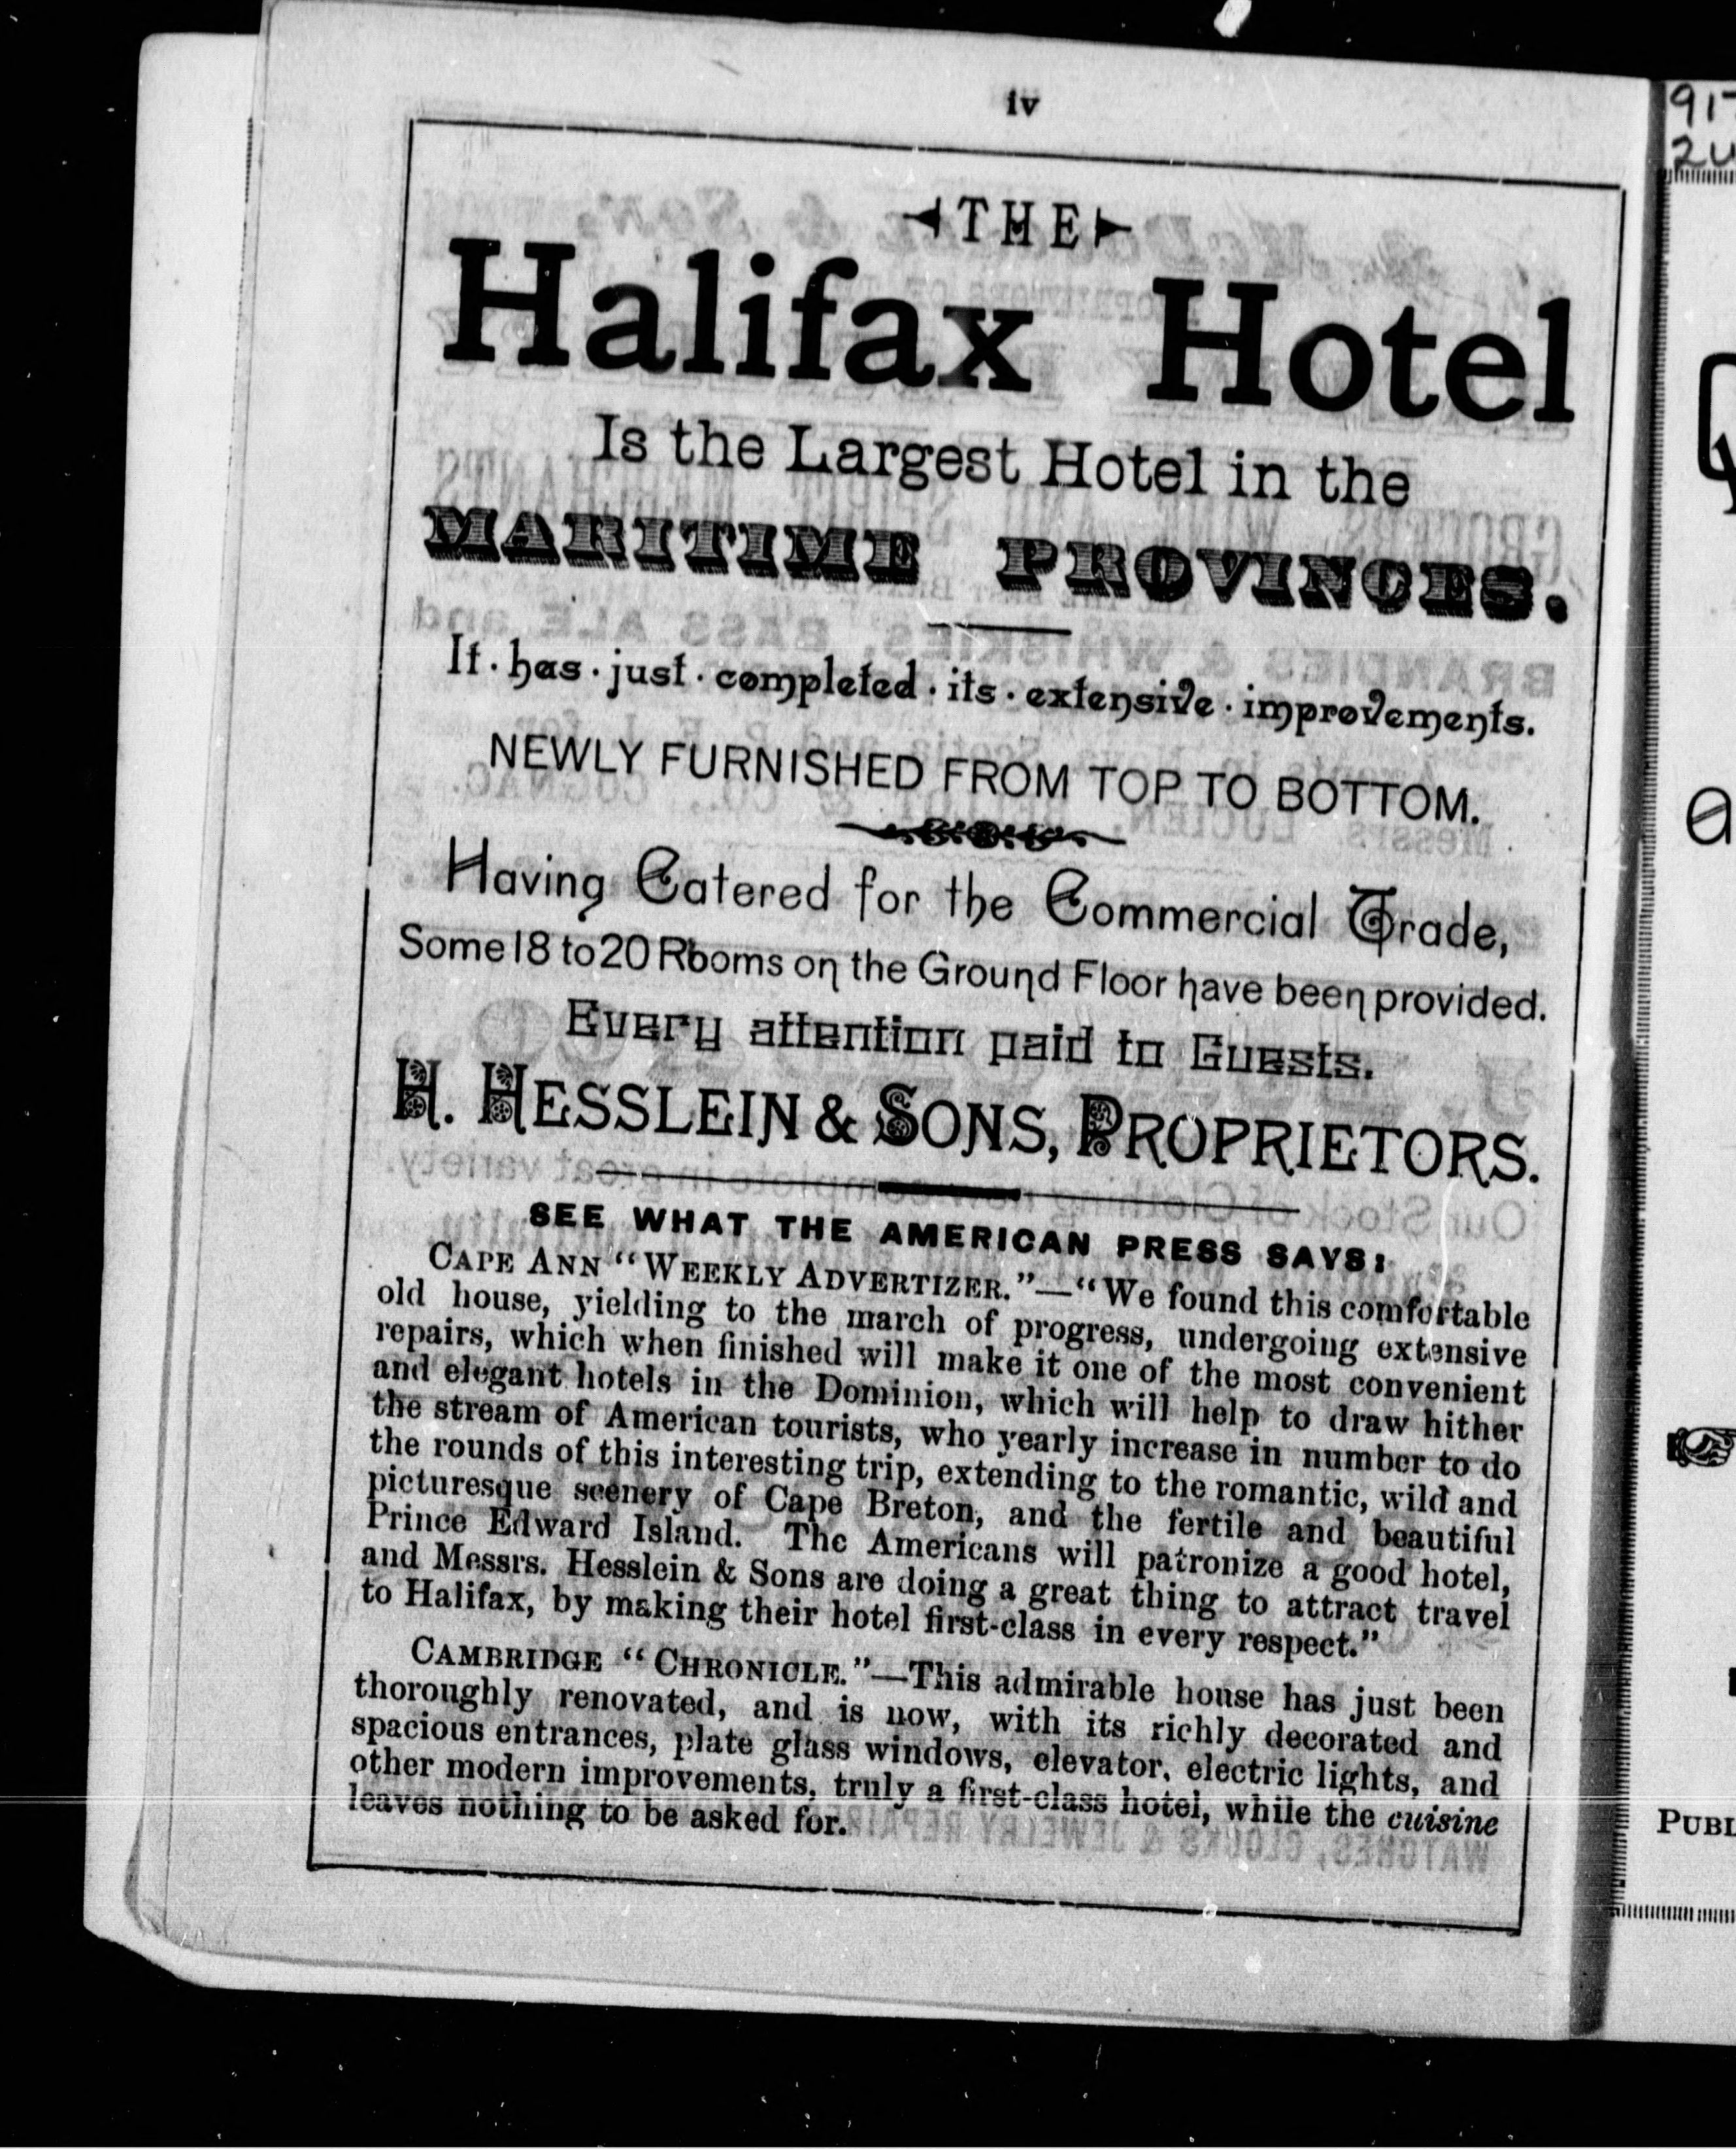 iv
THE
Halifax Hotel
Is the Largest Hotel in the
MARITIME PROVINCES.
It · has · just · completed · its · extensive · improvements.
NEWLY FURNISHED FROM TOP TO BOTTOM.
Having Catered for the Commercial Trade,
Some 18 to 20 Rooms on the Ground Floor have been provided.
Every attention paid to Guests.
H. HESSLEIN & SONS, PROPRIETORS.
SEE WHAT THE AMERICAN PRESS SAYS:
CAPE ANN "WEEKLY ADVERTIZER."—"We found this comfortable
old house, yielding to the march of progress, undergoing extensive
repairs, which when finished will make it one of the most convenient
and elegant hotels in the Dominion, which will help to draw hither
the stream of American tourists, who yearly increase in number to do
the rounds of this interesting trip, extending to the romantic, wild and
picturesque scenery of Cape Breton, and the fertile and beautiful
Prince Edward Island. The Americans will patronize a good hotel,
and Messrs. Hesslein & Sons are doing a great thing to attract travel
to Halifax, by making their hotel first-class in every respect."
CAMBRIDGE "CHRONICLE."—This admirable house has just been
thoroughly renovated, and is now, with its richly decorated and
spacious entrances, plate glass windows, elevator, electric lights, and
other modern improvements, truly a first-class hotel, while the cuisine
leaves nothing to be asked for.
PUBL